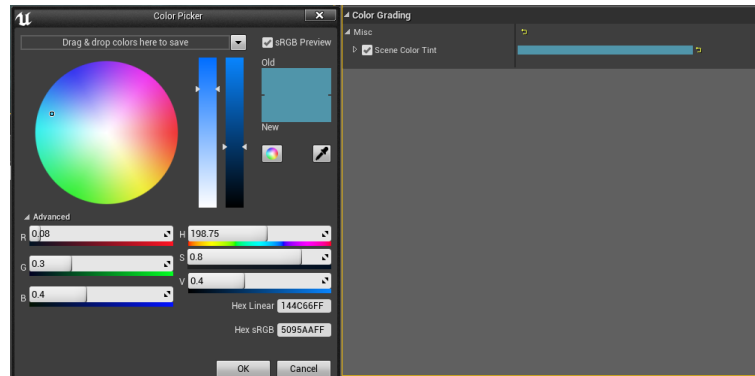 Color Picker
Drag & drop colors here to save
sRGB Preview
Old
New
Advanced
R 0.08
G 0.3
B 0.4
H 198.75
S 0.8
V 0.4
Hex Linear 144C66FF
Hex sRGB 5095AAFF
OK Cancel
Color Grading
Misc
Scene Color Tint